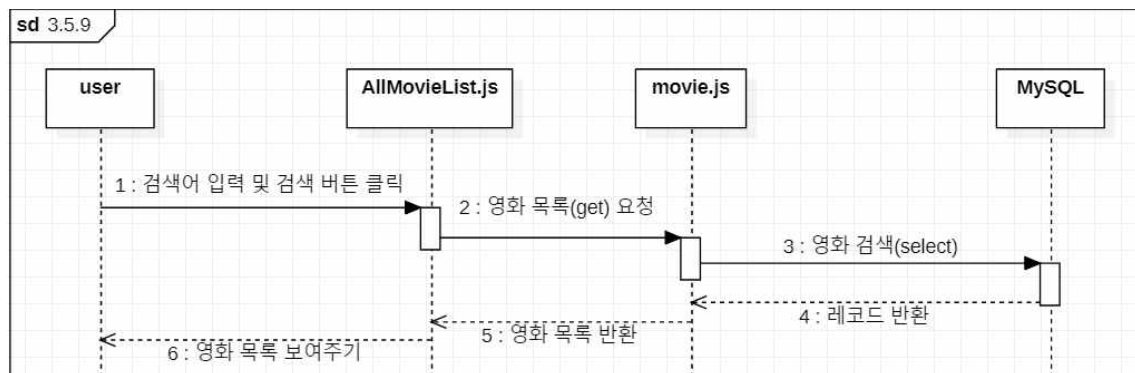 sd 3.5.9
user
AllMovieList.js
movie.js
MySQL
1 : 검색어 입력 및 검색 버튼 클릭
2 : 영화 목록(get) 요청
3 : 영화 검색(select)
4 : 레코드 반환
5 : 영화 목록 반환
6 : 영화 목록 보여주기